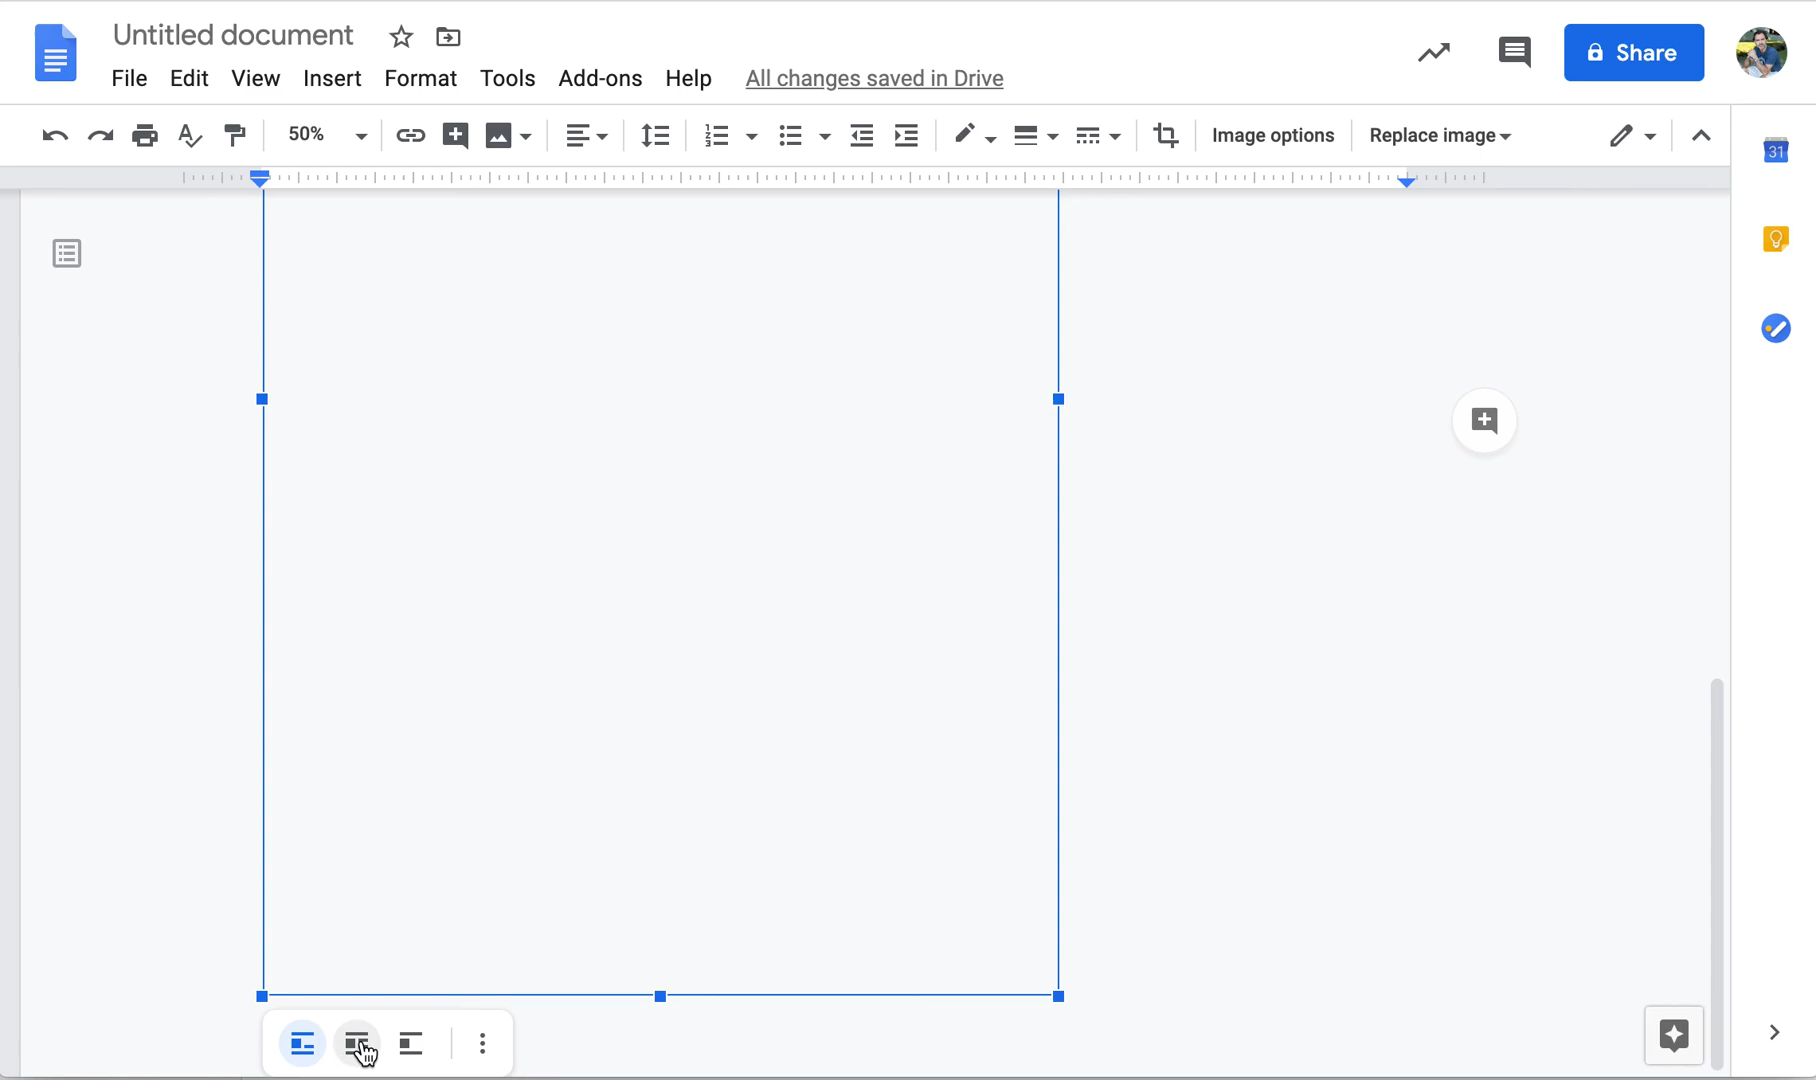 Untitled document
File Edit View Insert Format Tools Add-ons Help All changes saved in Drive
Share
50% Image options Replace image
31